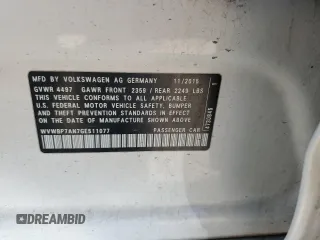 MFD BY VOLKSWAGEN AG GERMANY 11/2015
GVWR 4497 GAWR FRONT 2359 / REAR 2249 LBS
THIS VEHICLE CONFORMS TO ALL APPLICABLE
U.S. FEDERAL MOTOR VEHICLE SAFETY, BUMPER
AND THEFT PREVENTION STANDARDS IN EFFECT
ON THE DATE OF MANUFACTURE SHOWN ABOVE
WVWBP7AN7GE511077 PASSENGER CAR